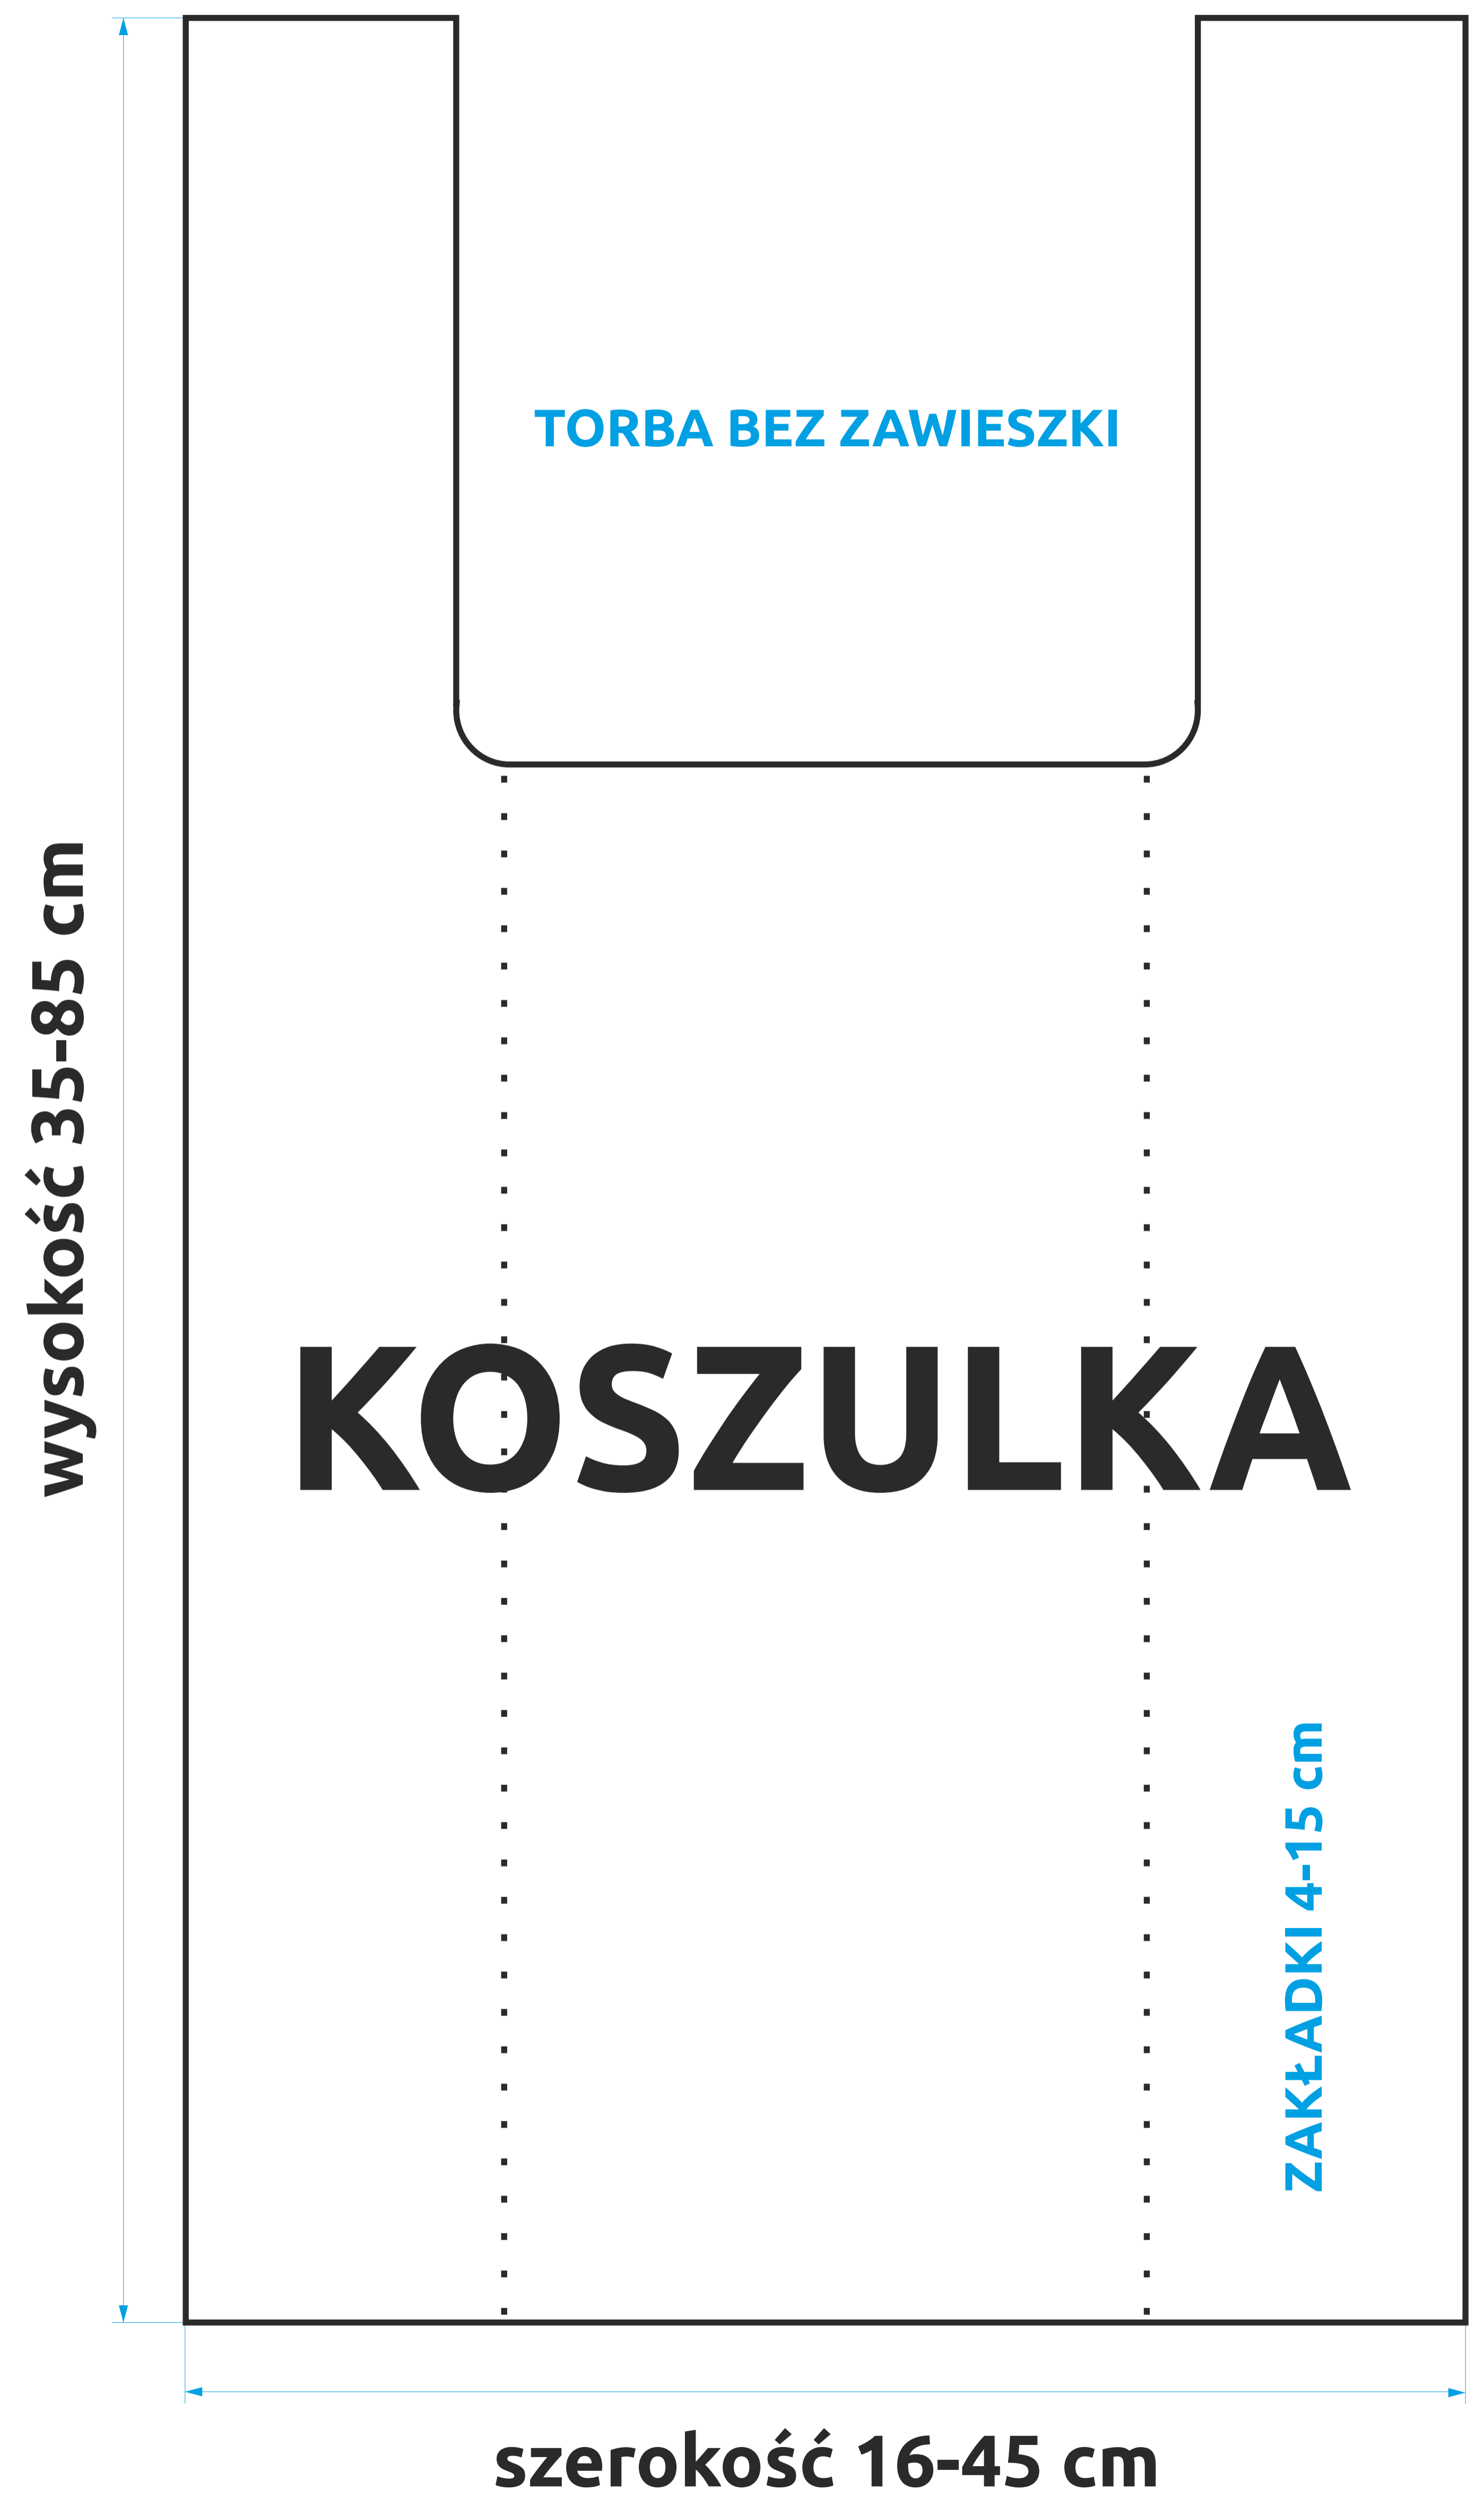 TORBA BEZ ZAWIESZKI
wysokość 35-85 cm
KOSZULKA
ZAKŁADKI 4-15 cm
szerokość 16-45 cm